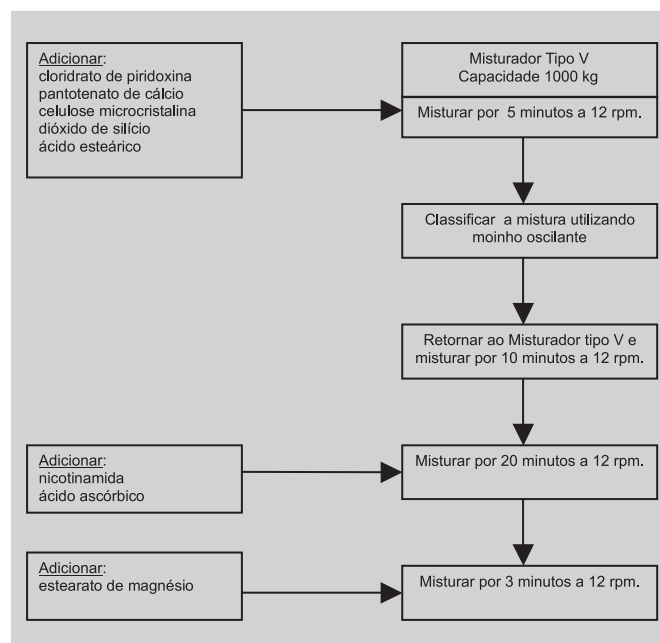 Adicionar:
cloridrato de piridoxina
pantotenato de cálcio
celulose microcristalina
dióxido de silício
ácido esteárico
Misturador Tipo V
Capacidade 1000 kg
Misturar por 5 minutos a 12 rpm.
Classificar a mistura utilizando
moinho oscilante
Retornar ao Misturador tipo V e
misturar por 10 minutos a 12 rpm.
Adicionar:
nicotinamida
ácido ascórbico
Misturar por 20 minutos a 12 rpm.
Adicionar:
estearato de magnésio
Misturar por 3 minutos a 12 rpm.